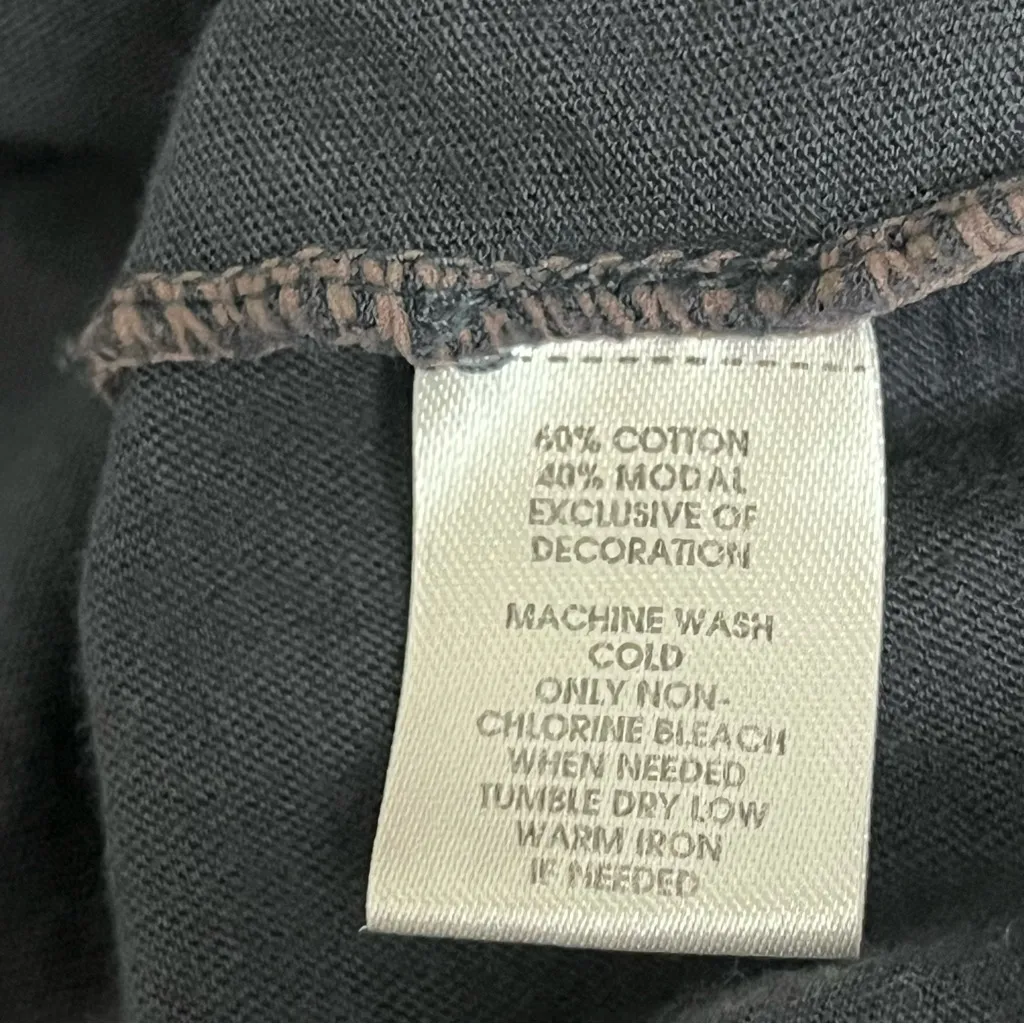 60% COTTON
40% MODAL
EXCLUSIVE OF
DECORATION
MACHINE WASH
COLD
ONLY NON-
CHLORINE BLEACH
WHEN NEEDED
TUMBLE DRY LOW
WARM IRON
IF NEEDED